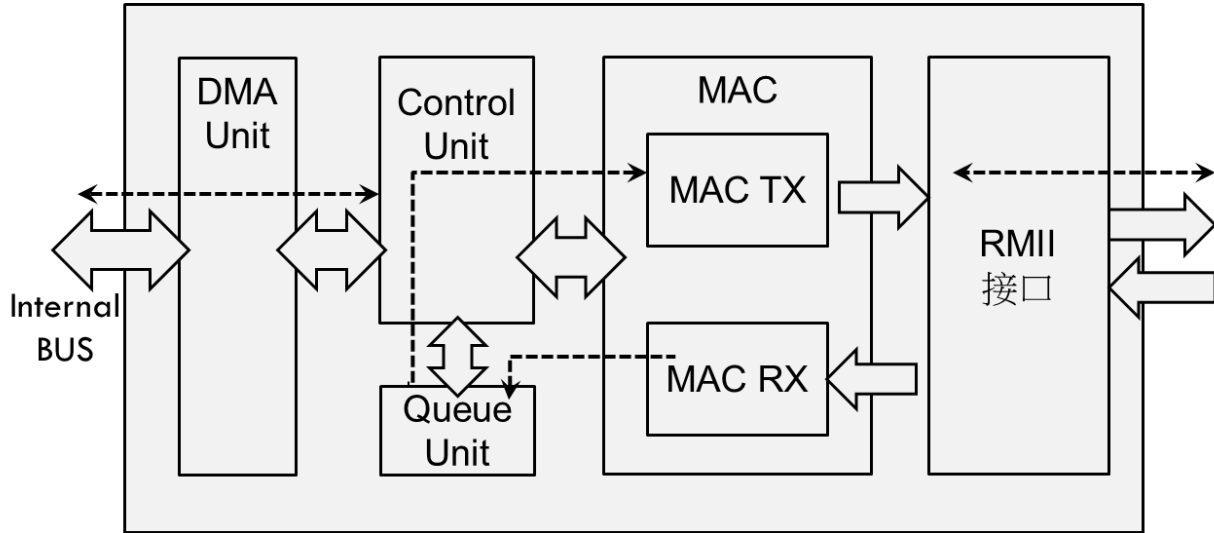 DMA
Unit
Control
Unit
MAC
MAC TX
RMII
接口
Internal
BUS
MAC RX
Queue
Unit